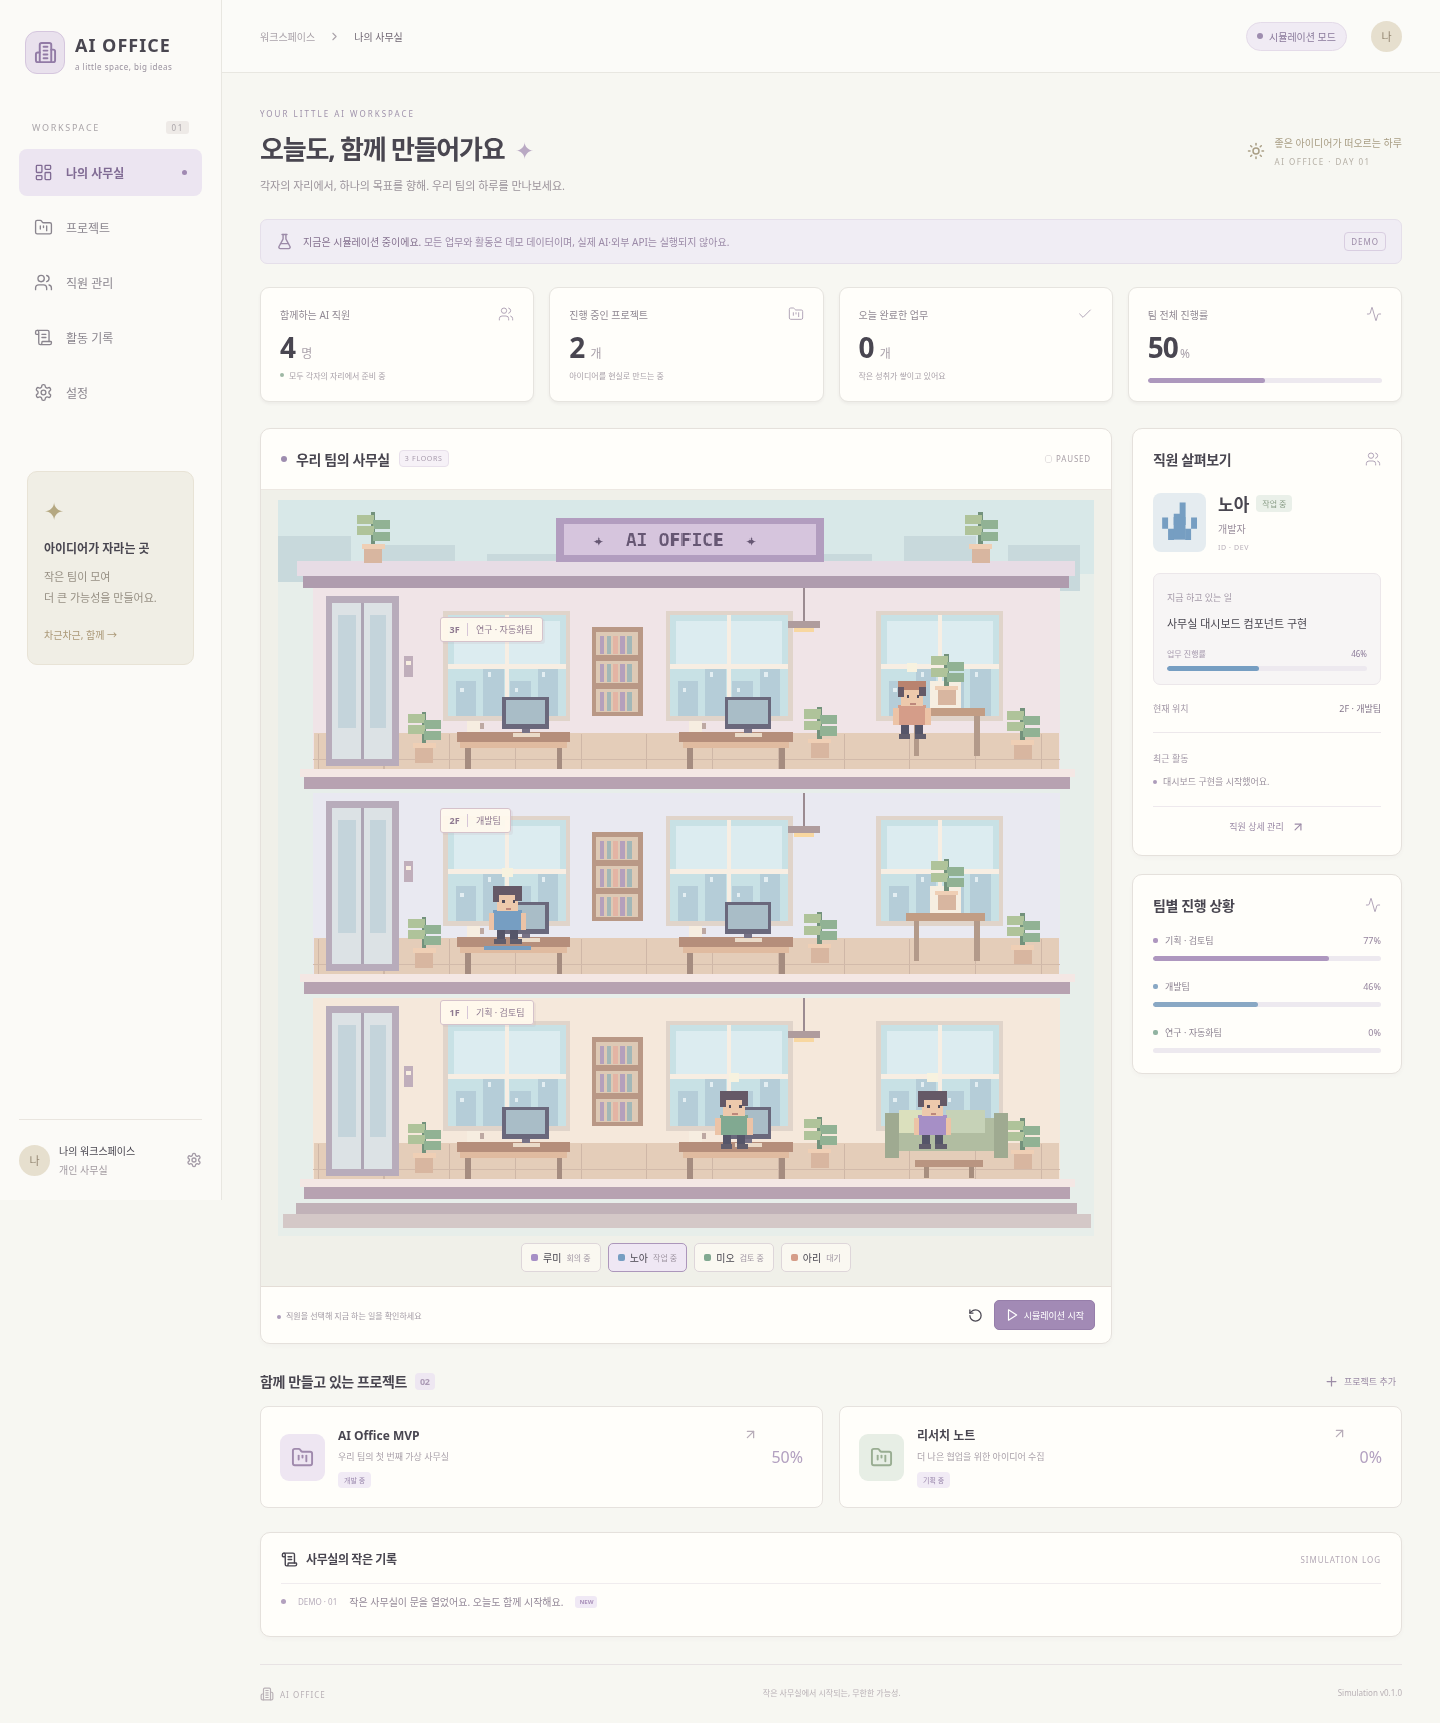 AI OFFICE
a little space, big ideas
WORKSPACE 01
나의 사무실
프로젝트
직원 관리
활동 기록
설정
아이디어가 자라는 곳
작은 팀이 모여
더 큰 가능성을 만들어요.
차근차근, 함께 →
나
나의 워크스페이스
개인 사무실
워크스페이스 > 나의 사무실
시뮬레이션 모드
나
YOUR LITTLE AI WORKSPACE
오늘도, 함께 만들어가요 ✦
각자의 자리에서, 하나의 목표를 향해. 우리 팀의 하루를 만나보세요.
좋은 아이디어가 떠오르는 하루
AI OFFICE · DAY 01
지금은 시뮬레이션 중이에요. 모든 업무와 활동은 데모 데이터이며, 실제 AI·외부 API는 실행되지 않아요.
DEMO
함께하는 AI 직원
4 명
모두 각자의 자리에서 준비 중
진행 중인 프로젝트
2 개
아이디어를 현실로 만드는 중
오늘 완료한 업무
0 개
작은 성취가 쌓이고 있어요
팀 전체 진행률
50%
우리 팀의 사무실 3 FLOORS
PAUSED
✦ AI OFFICE ✦
3F 연구 · 자동화팀
2F 개발팀
1F 기획 · 검토팀
루미 회의 중
노아 작업 중
미오 검토 중
아리 대기
직원을 선택해 지금 하는 일을 확인하세요
시뮬레이션 시작
직원 살펴보기
노아 작업 중
개발자
ID · DEV
지금 하고 있는 일
사무실 대시보드 컴포넌트 구현
업무 진행률 46%
현재 위치 2F · 개발팀
최근 활동
대시보드 구현을 시작했어요.
직원 상세 관리
팀별 진행 상황
기획 · 검토팀 77%
개발팀 46%
연구 · 자동화팀 0%
함께 만들고 있는 프로젝트 02
프로젝트 추가
AI Office MVP
우리 팀의 첫 번째 가상 사무실
개발 중
50%
리서치 노트
더 나은 협업을 위한 아이디어 수집
기획 중
0%
사무실의 작은 기록
SIMULATION LOG
DEMO · 01 작은 사무실이 문을 열었어요. 오늘도 함께 시작해요. NEW
AI OFFICE
작은 사무실에서 시작되는, 무한한 가능성.
Simulation v0.1.0